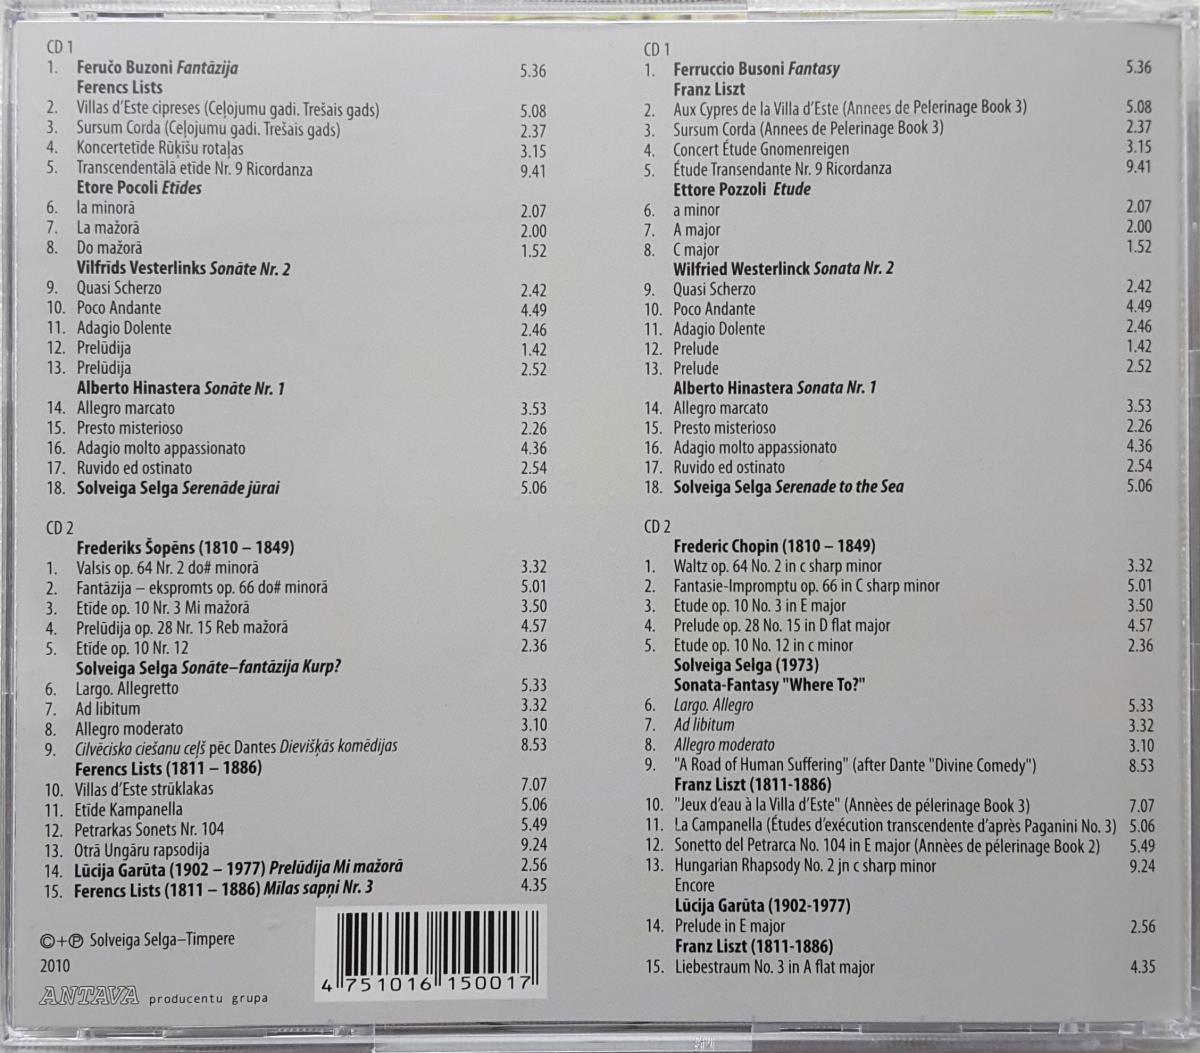 CD 1
1. Feručo Buzoni Fantāzija 5.36
Ferencs Lists
2. Villas d'Este cipreses (Ceļojumu gadi. Trešais gads) 5.08
3. Sursum Corda (Ceļojumu gadi. Trešais gads) 2.37
4. Koncertetīde Rūķīšu rotaļas 3.15
5. Transcendentālā etīde Nr. 9 Ricordanza 9.41
Etore Pocoli Etīdes
6. la minorā 2.07
7. La mažorā 2.00
8. Do mažorā 1.52
Vilfrīds Vesterlinks Sonāte Nr. 2
9. Quasi Scherzo 2.42
10. Poco Andante 4.49
11. Adagio Dolente 2.46
12. Prelūdija 1.42
13. Prelūdija 2.52
Alberto Hinastera Sonāte Nr. 1
14. Allegro marcato 3.53
15. Presto misterioso 2.26
16. Adagio molto appassionato 4.36
17. Ruvido ed ostinato 2.54
18. Solveiga Selga Serenāde jūrai 5.06
CD 2
Frederiks Šopēns (1810 – 1849)
1. Valsis op. 64 Nr. 2 do# minorā 3.32
2. Fantāzija – ekspromts op. 66 do# minorā 5.01
3. Etīde op. 10 Nr. 3 Mi mažorā 3.50
4. Prelūdija op. 28 Nr. 15 Reb mažorā 4.57
5. Etīde op. 10 Nr. 12 2.36
Solveiga Selga Sonāte–fantāzija Kurp?
6. Largo. Allegretto 5.33
7. Ad libitum 3.32
8. Allegro moderato 3.10
9. Cilvēcisko ciešanu ceļš pēc Dantes Dievišķās komēdijas 8.53
Ferencs Lists (1811 – 1886)
10. Villas d'Este strūklakas 7.07
11. Etīde Kampanella 5.06
12. Petrarkas Sonets Nr. 104 5.49
13. Otrā Ungāru rapsodija 9.24
14. Lūcija Garūta (1902 – 1977) Prelūdija Mi mažorā 2.56
15. Ferencs Lists (1811 – 1886) Mīlas sapņi Nr. 3 4.35
©+℗ Solveiga Selga–Timpere
2010
ANTAVA producentu grupa
4 751016 150017
CD 1
1. Ferruccio Busoni Fantasy 5.36
Franz Liszt
2. Aux Cypres de la Villa d'Este (Annees de Pelerinage Book 3) 5.08
3. Sursum Corda (Annees de Pelerinage Book 3) 2.37
4. Concert Étude Gnomenreigen 3.15
5. Étude Transendante Nr. 9 Ricordanza 9.41
Ettore Pozzoli Etude
6. a minor 2.07
7. A major 2.00
8. C major 1.52
Wilfried Westerlinck Sonata Nr. 2
9. Quasi Scherzo 2.42
10. Poco Andante 4.49
11. Adagio Dolente 2.46
12. Prelude 1.42
13. Prelude 2.52
Alberto Hinastera Sonata Nr. 1
14. Allegro marcato 3.53
15. Presto misterioso 2.26
16. Adagio molto appassionato 4.36
17. Ruvido ed ostinato 2.54
18. Solveiga Selga Serenade to the Sea 5.06
CD 2
Frederic Chopin (1810 – 1849)
1. Waltz op. 64 No. 2 in c sharp minor 3.32
2. Fantasie-Impromptu op. 66 in C sharp minor 5.01
3. Etude op. 10 No. 3 in E major 3.50
4. Prelude op. 28 No. 15 in D flat major 4.57
5. Etude op. 10 No. 12 in c minor 2.36
Solveiga Selga (1973)
Sonata-Fantasy "Where To?"
6. Largo. Allegro 5.33
7. Ad libitum 3.32
8. Allegro moderato 3.10
9. "A Road of Human Suffering" (after Dante "Divine Comedy") 8.53
Franz Liszt (1811-1886)
10. "Jeux d'eau à la Villa d'Este" (Annèes de pélerinage Book 3) 7.07
11. La Campanella (Études d'exécution transcendente d'après Paganini No. 3) 5.06
12. Sonetto del Petrarca No. 104 in E major (Annèes de pélerinage Book 2) 5.49
13. Hungarian Rhapsody No. 2 jn c sharp minor 9.24
Encore
Lūcija Garūta (1902-1977)
14. Prelude in E major 2.56
Franz Liszt (1811-1886)
15. Liebestraum No. 3 in A flat major 4.35